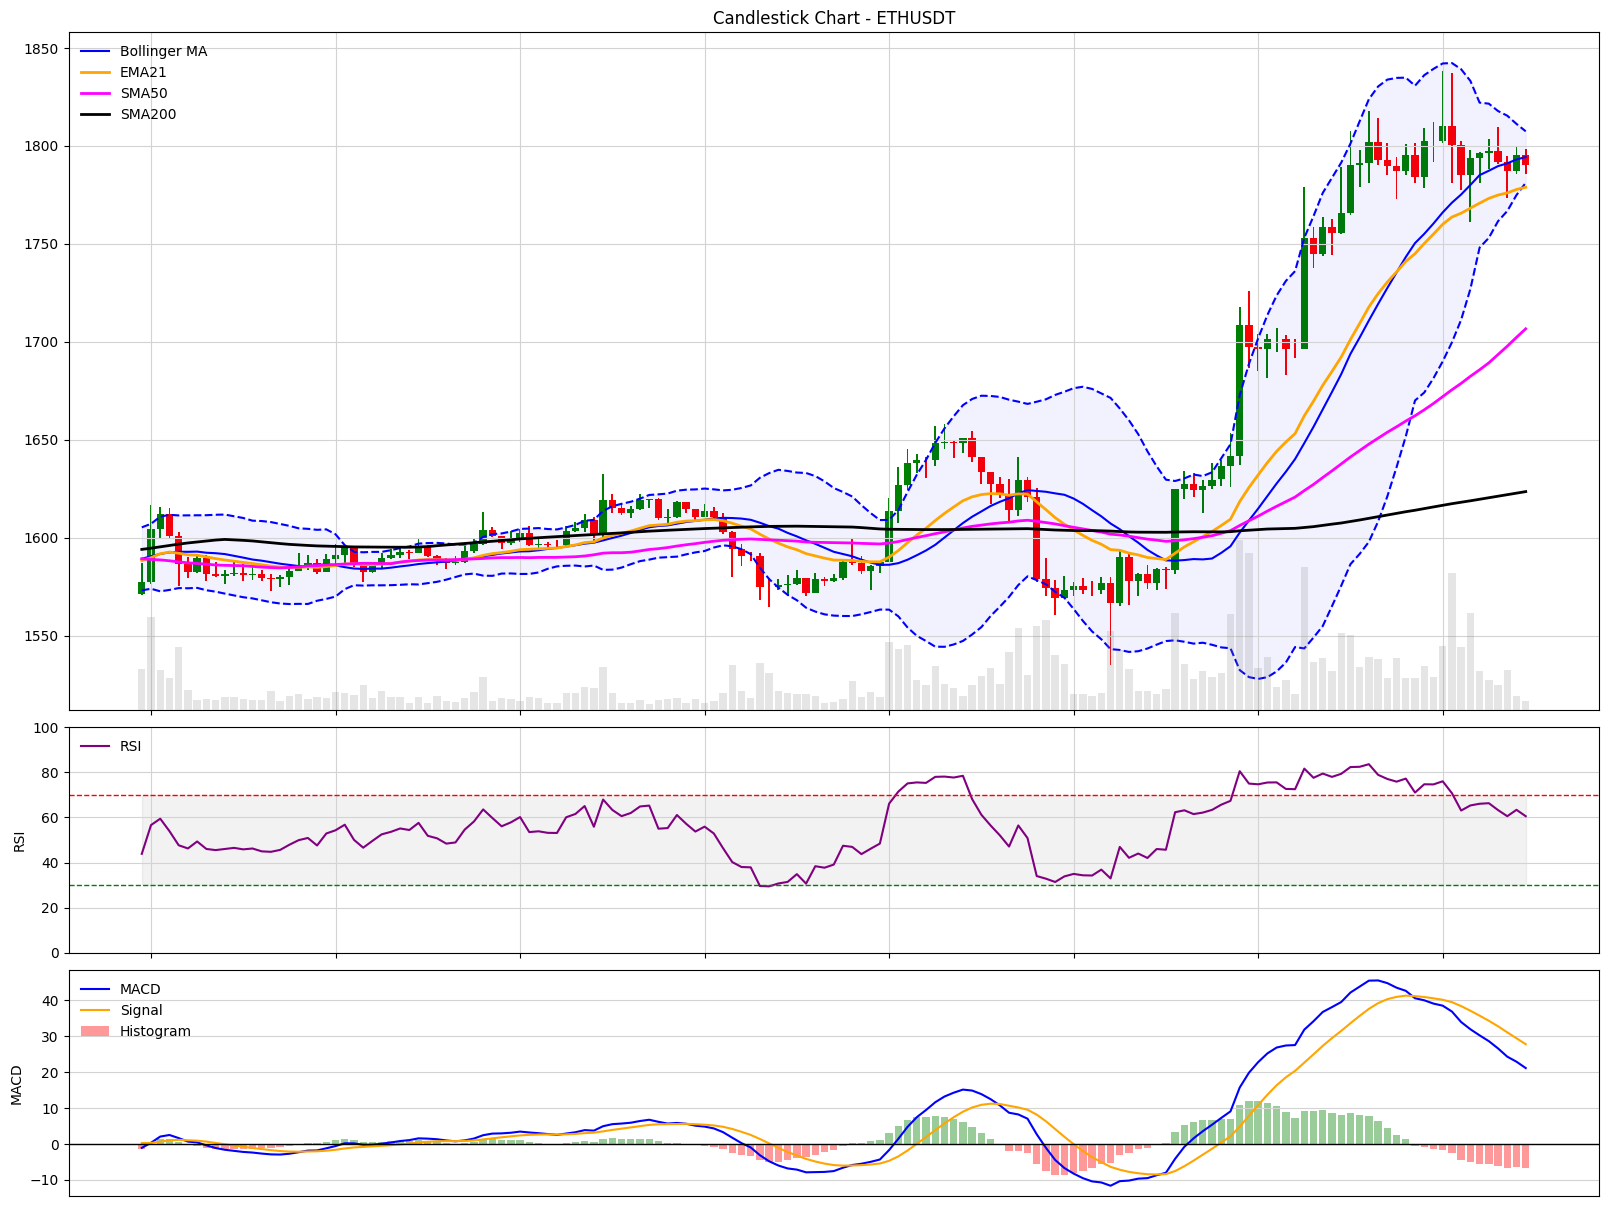 Candlestick Chart - ETHUSDT
1850
1800
1750
1700
1650
1600
1550
Bollinger MA
EMA21
SMA50
SMA200
100
80
60
40
20
0
RSI
RSI
40
30
20
10
0
−10
MACD
MACD
Signal
Histogram